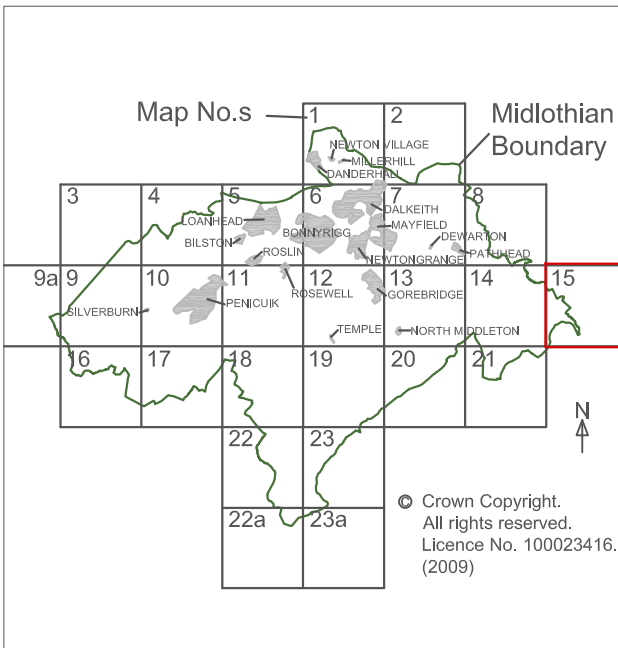 1
2
Map No.s
Midlothian
Boundary
NEWTON VILLAGE
MILLERHILL
DANDERHALL
3
4
5
6
7
8
DALKEITH
LOANHEAD
MAYFIELD
BONNYRIGG
BILSTON
DEWARTON
ROSLIN
PATHHEAD
NEWTONGRANGE
9a
9
10
11
12
13
14
15
ROSEWELL
GOREBRIDGE
PENICUIK
SILVERBURN
TEMPLE
NORTH MIDDLETON
16
17
18
19
20
21
N
22
23
© Crown Copyright.
All rights reserved.
Licence No. 100023416.
(2009)
22a
23a